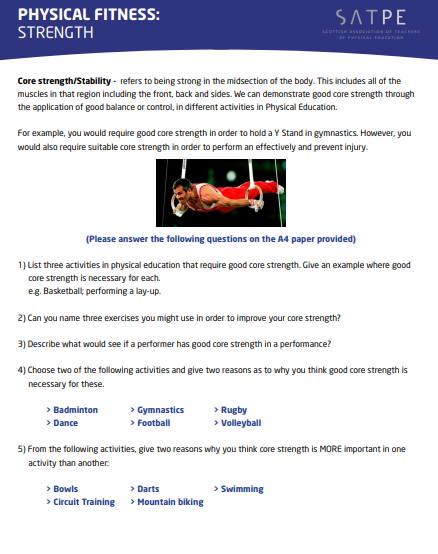 PHYSICAL FITNESS:
STRENGTH
SATPE
SCOTTISH ASSOCIATION OF TEACHERS
OF PHYSICAL EDUCATION
Core strength/Stability - refers to being strong in the midsection of the body. This includes all of the
muscles in that region including the front, back and sides. We can demonstrate good core strength through
the application of good balance or control, in different activities in Physical Education.
For example, you would require good core strength in order to hold a Y Stand in gymnastics. However, you
would also require suitable core strength in order to perform an effectively and prevent injury.
(Please answer the following questions on the A4 paper provided)
1) List three activities in physical education that require good core strength. Give an example where good
core strength is necessary for each.
e.g. Basketball; performing a lay-up.
2) Can you name three exercises you might use in order to improve your core strength?
3) Describe what would see if a performer has good core strength in a performance?
4) Choose two of the following activities and give two reasons as to why you think good core strength is
necessary for these.
> Badminton > Gymnastics > Rugby
> Dance > Football > Volleyball
5) From the following activities, give two reasons why you think core strength is MORE important in one
activity than another:
> Bowls > Darts > Swimming
> Circuit Training > Mountain biking